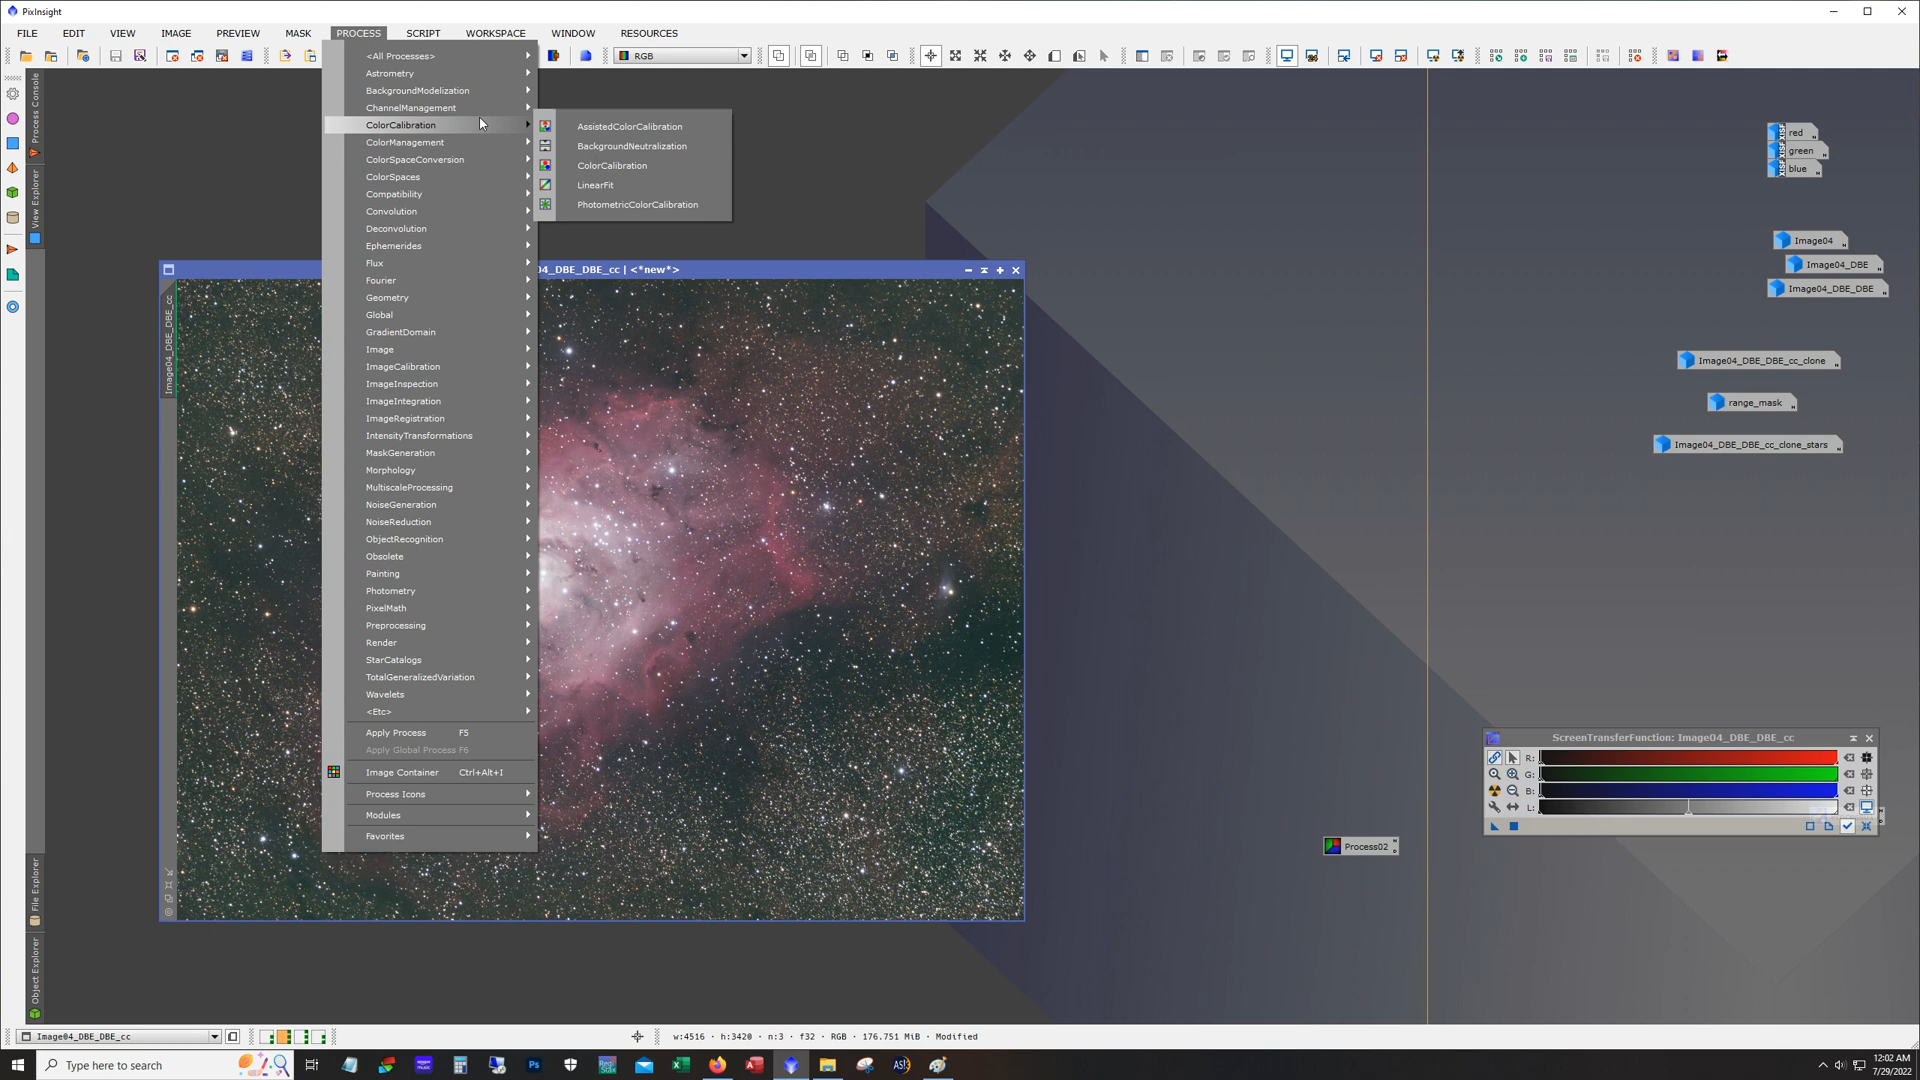 PixInsight
FILE EDIT VIEW IMAGE PREVIEW MASK PROCESS SCRIPT WORKSPACE WINDOW RESOURCES
RGB
Process Console
View Explorer
File Explorer
Object Explorer
<All Processes>
Astrometry
BackgroundModelization
ChannelManagement
ColorCalibration
ColorManagement
ColorSpaceConversion
ColorSpaces
Compatibility
Convolution
Deconvolution
Ephemerides
Flux
Fourier
Geometry
Global
GradientDomain
Image
ImageCalibration
ImageInspection
ImageIntegration
ImageRegistration
IntensityTransformations
MaskGeneration
Morphology
MultiscaleProcessing
NoiseGeneration
NoiseReduction
ObjectRecognition
Obsolete
Painting
Photometry
PixelMath
Preprocessing
Render
StarCatalogs
TotalGeneralizedVariation
Wavelets
<Etc>
Apply Process F5
Apply Global Process F6
Image Container Ctrl+Alt+I
Process Icons
Modules
Favorites
AssistedColorCalibration
BackgroundNeutralization
ColorCalibration
LinearFit
PhotometricColorCalibration
04_DBE_DBE_cc | <*new*>
Image04_DBE_DBE_cc
XISF red
XISF green
XISF blue
Image04
Image04_DBE
Image04_DBE_DBE
Image04_DBE_DBE_cc_clone
range_mask
Image04_DBE_DBE_cc_clone_stars
ScreenTransferFunction: Image04_DBE_DBE_cc
R:
G:
B:
L:
Process02
Image04_DBE_DBE_cc
w:4516 · h:3420 · n:3 · f32 · RGB · 176.751 MiB · Modified
Type here to search
Ps
12:02 AM
7/29/2022